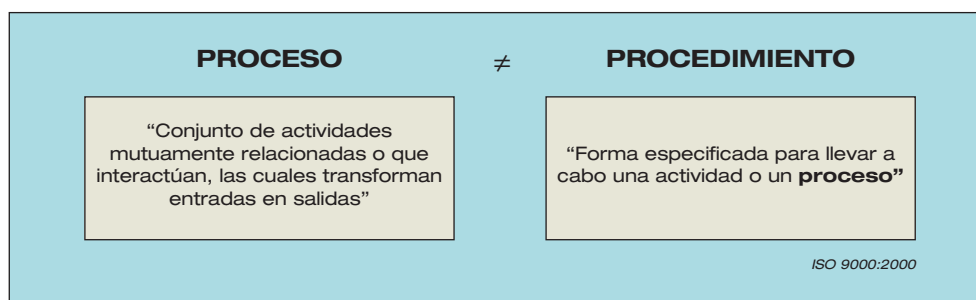 PROCESO ≠ PROCEDIMIENTO
“Conjunto de actividades
mutuamente relacionadas o que
interactúan, las cuales transforman
entradas en salidas”
“Forma especificada para llevar a
cabo una actividad o un proceso”
ISO 9000:2000